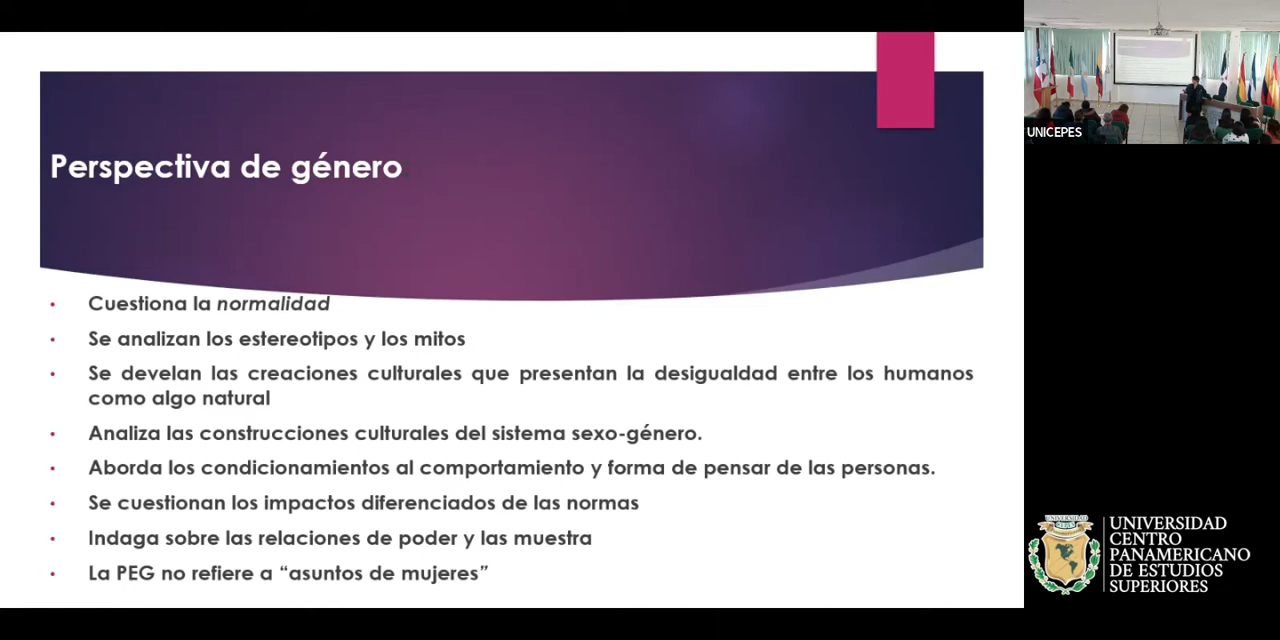 Perspectiva de género
• Cuestiona la normalidad
• Se analizan los estereotipos y los mitos
• Se develan las creaciones culturales que presentan la desigualdad entre los humanos
como algo natural
• Analiza las construcciones culturales del sistema sexo-género.
• Aborda los condicionamientos al comportamiento y forma de pensar de las personas.
• Se cuestionan los impactos diferenciados de las normas
• Indaga sobre las relaciones de poder y las muestra
• La PEG no refiere a “asuntos de mujeres”
UNICEPES
UNIVERSIDAD
CENTRO
PANAMERICANO
DE ESTUDIOS
SUPERIORES